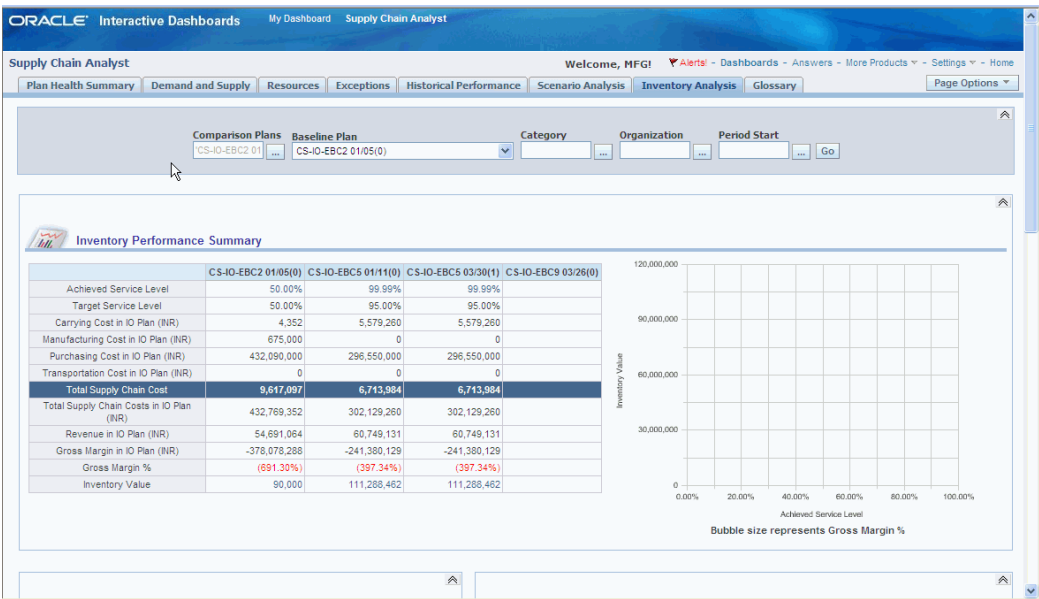 ORACLE' Interactive Dashboards My Dashboard Supply Chain Analyst
Supply Chain Analyst Welcome, MFG! Alerts! - Dashboards - Answers - More Products - Settings - Home
Plan Health Summary Demand and Supply Resources Exceptions Historical Performance Scenario Analysis Inventory Analysis Glossary Page Options
Comparison Plans Baseline Plan Category Organization Period Start
'CS-IO-EBC2 01 ... CS-IO-EBC2 01/05(0) ... ... ... Go
Inventory Performance Summary
CS-IO-EBC2 01/05(0) CS-IO-EBC5 01/11(0) CS-IO-EBC5 03/30(1) CS-IO-EBC9 03/26(0)
Achieved Service Level 50.00% 99.99% 99.99%
Target Service Level 50.00% 95.00% 95.00%
Carrying Cost in IO Plan (INR) 4,352 5,579,260 5,579,260
Manufacturing Cost in IO Plan (INR) 675,000 0 0
Purchasing Cost in IO Plan (INR) 432,090,000 296,550,000 296,550,000
Transportation Cost in IO Plan (INR) 0 0 0
Total Supply Chain Cost 9,617,097 6,713,984 6,713,984
Total Supply Chain Costs in IO Plan
(INR) 432,769,352 302,129,260 302,129,260
Revenue in IO Plan (INR) 54,691,064 60,749,131 60,749,131
Gross Margin in IO Plan (INR) -378,078,288 -241,380,129 -241,380,129
Gross Margin % (691.30%) (397.34%) (397.34%)
Inventory Value 90,000 111,288,462 111,288,462
120,000,000
90,000,000
60,000,000
30,000,000
0
Inventory Value
0.00% 20.00% 40.00% 60.00% 80.00% 100.00%
Achieved Service Level
Bubble size represents Gross Margin %